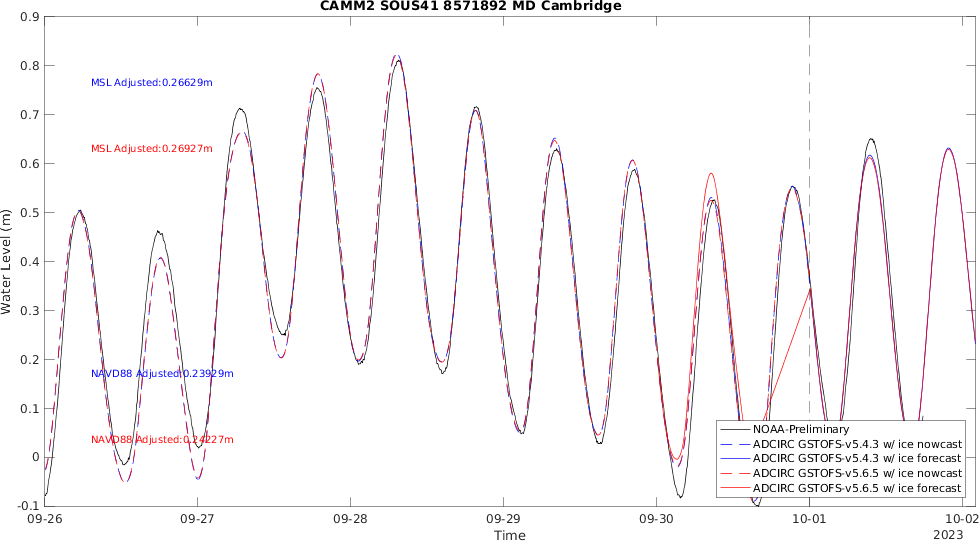 CAMM2 SOUS41 8571892 MD Cambridge
Water Level (m)
0.9
0.8
0.7
0.6
0.5
0.4
0.3
0.2
0.1
0
-0.1
MSL Adjusted:0.26629m
MSL Adjusted:0.26927m
NAVD88 Adjusted:0.23929m
NAVD88 Adjusted:0.24227m
NOAA-Preliminary
ADCIRC GSTOFS-v5.4.3 w/ ice nowcast
ADCIRC GSTOFS-v5.4.3 w/ ice forecast
ADCIRC GSTOFS-v5.6.5 w/ ice nowcast
ADCIRC GSTOFS-v5.6.5 w/ ice forecast
09-26 09-27 09-28 09-29 09-30 10-01 10-02
Time
2023